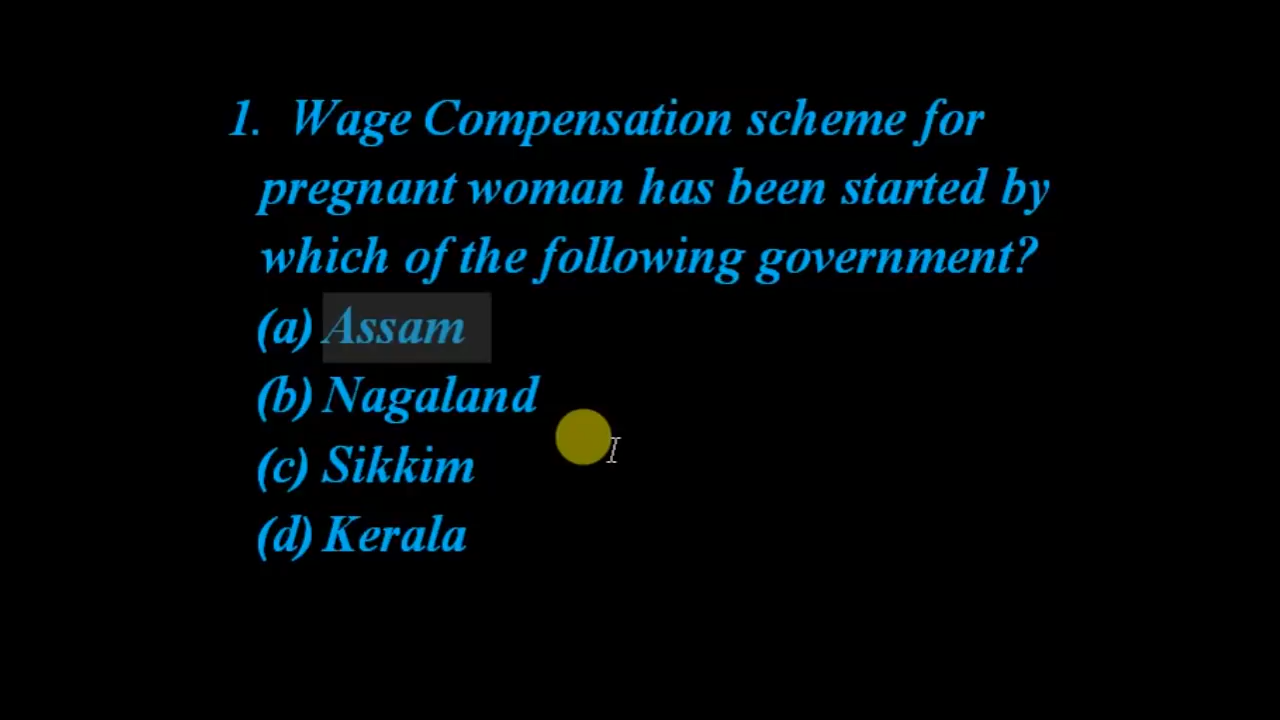 1. Wage Compensation scheme for
pregnant woman has been started by
which of the following government?
(a) Assam
(b) Nagaland
(c) Sikkim
(d) Kerala